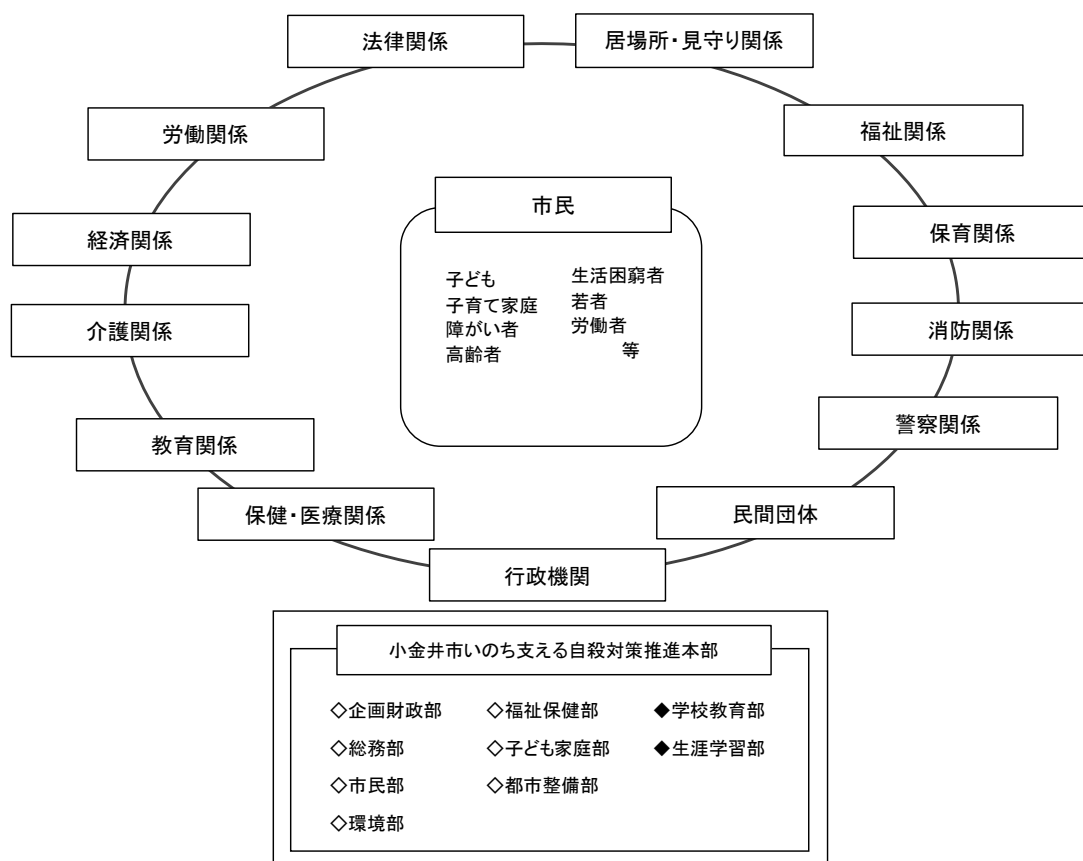 法律関係
居場所・見守り関係
労働関係
福祉関係
市民
経済関係
保育関係
子ども
子育て家庭
障がい者
高齢者
生活困窮者
若者
労働者
等
介護関係
消防関係
教育関係
警察関係
保健・医療関係
民間団体
行政機関
小金井市いのち支える自殺対策推進本部
◇企画財政部
◇総務部
◇市民部
◇環境部
◇福祉保健部
◇子ども家庭部
◇都市整備部
◆学校教育部
◆生涯学習部